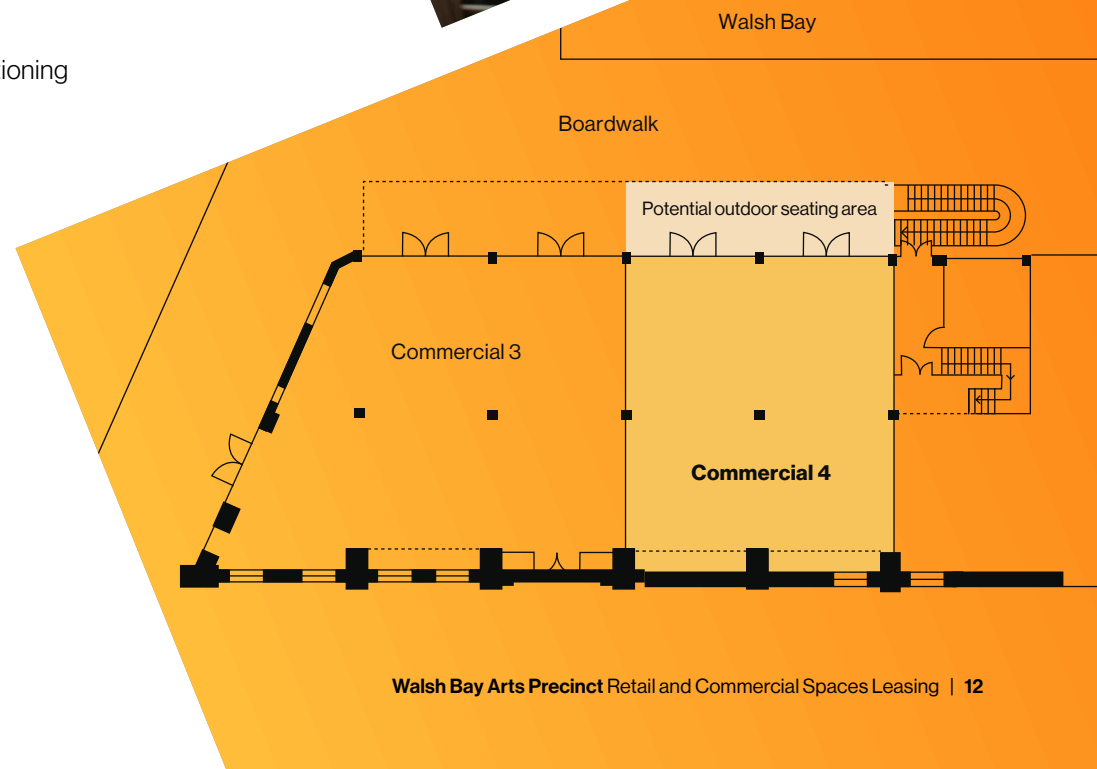 Walsh Bay
ioning
Boardwalk
Potential outdoor seating area
Commercial 3
Commercial 4
Walsh Bay Arts Precinct Retail and Commercial Spaces Leasing | 12